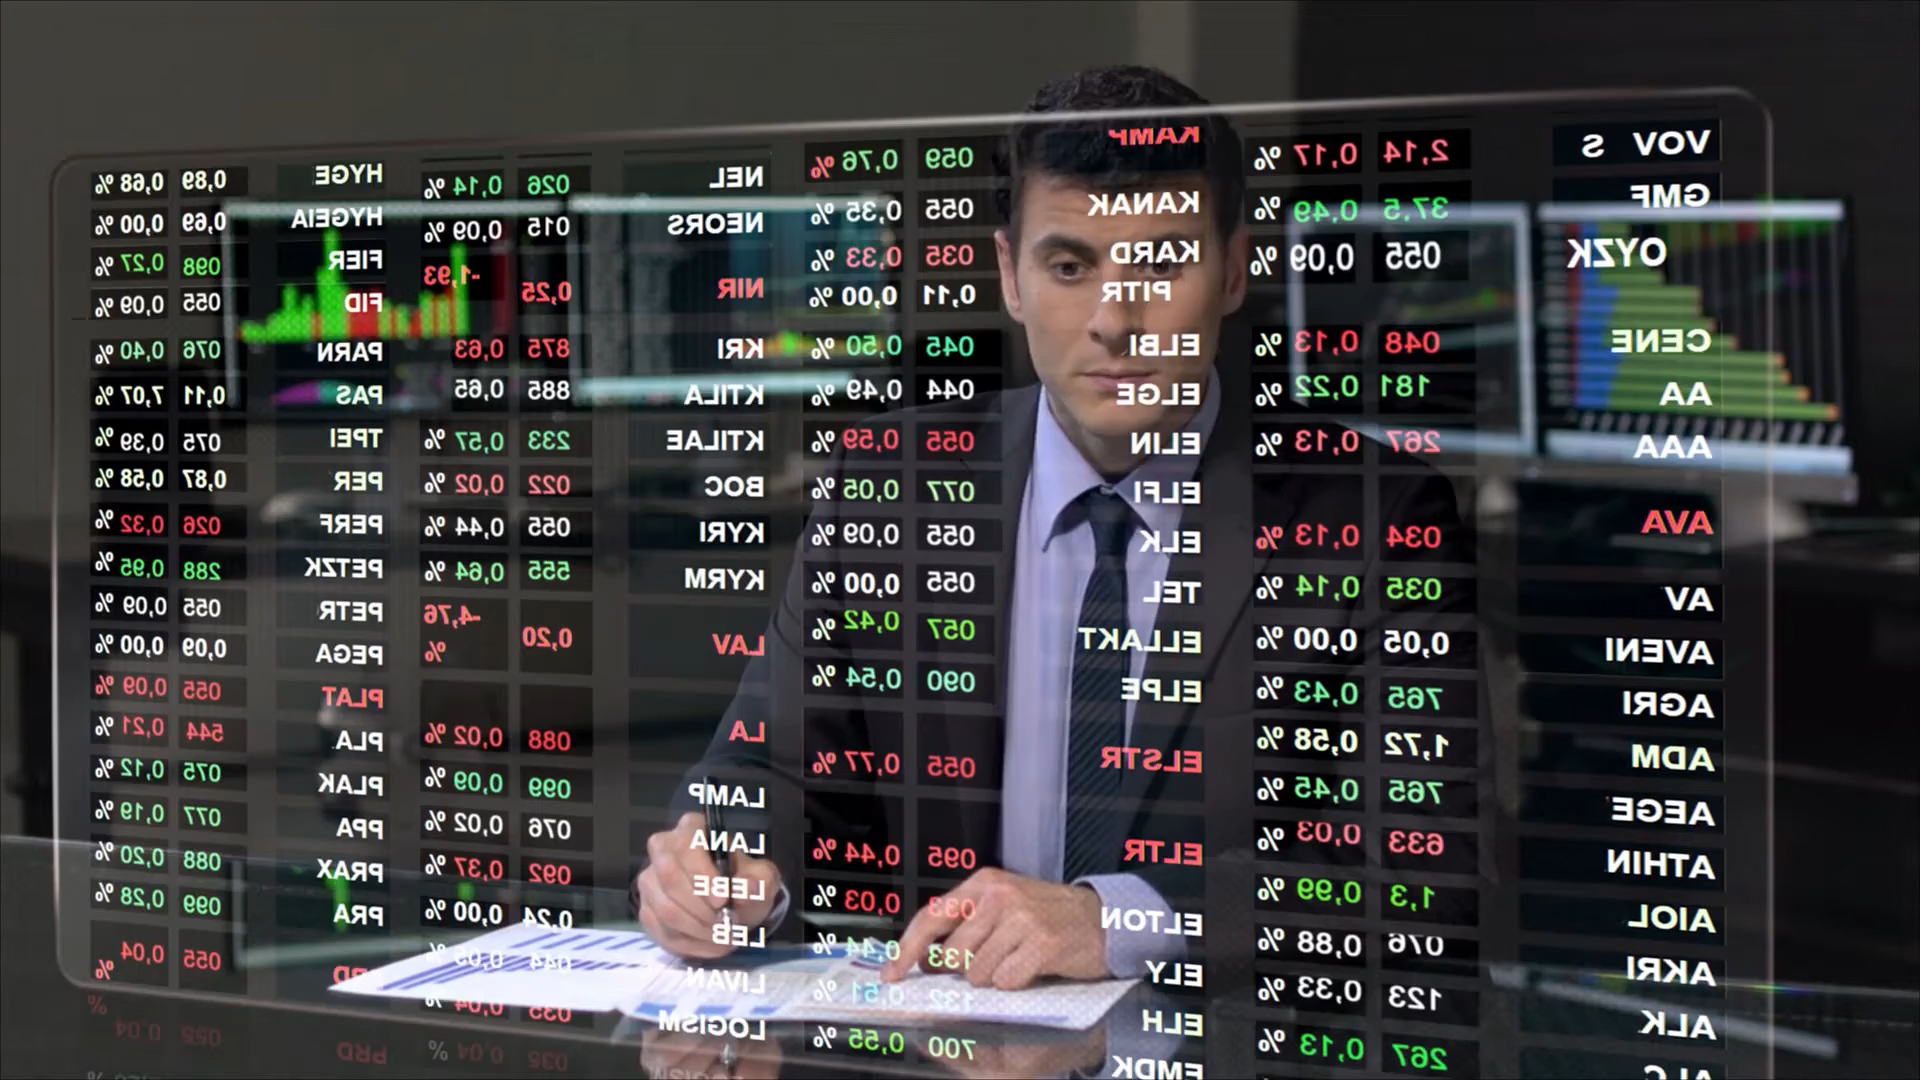 VOV S 2,14 0,17 %
GMF 37,5 0,49 %
OYZK 055 0,09 %
CENE 048 0,13 %
AA 181 0,22 %
AAA 267 0,13 %
AVA 034 0,13 %
AV 035 0,14 %
AVENI 0,05 0,00 %
AGRI 765 0,43 %
ADM 1,72 0,58 %
AEGE 765 0,45 %
ATHIN 633 0,03 %
AIOL 1,3 0,99 %
AKRI 076 0,88 %
ALK 123 0,33 %
267 0,13 %
KAMP 059 0,76 %
KANAK 055 0,35 %
KARD 035 0,33 %
PITR 0,11 0,00 %
ELBI 045 0,50 %
ELGE 044 0,49 %
ELIN 055 0,59 %
ELFI 077 0,05 %
ELK 055 0,09 %
TEL 055 0,00 %
ELLAKT 057 0,42 %
ELPE 090 0,54 %
ELSTR 055 0,77 %
ELTR 095 0,44 %
ELTON 033 0,03 %
ELY 133 0,44 %
ELH 132 0,51 %
EMDK 700 0,55 %
NEL 026 0,14 %
NEORS 015 0,09 %
NIR 0,25 -1,93
KRI 875 0,63
KTILA 885 0,65
KTILAE 233 0,57 %
BOC 022 0,02 %
KYRI 055 0,44 %
KYRM 555 0,64 %
LAV 0,20 -4,76 %
LA 088 0,02 %
LAMP 099 0,09 %
LANA 076 0,02 %
LEBE 092 0,37 %
LEB 0,24 0,00 %
LIVAN 044 0,05 %
LOGISM 035 0,04 %
HYGE 0,89 0,68 %
HYGEIA 0,69 0,00 %
FIER 098 0,27 %
FID 055 0,09 %
PARN 076 0,40 %
PAS 0,11 7,07 %
TPEI 075 0,39 %
PER 0,87 0,58 %
PERF 026 0,32 %
PETZK 288 0,95 %
PETR 055 0,09 %
PEGA 0,09 0,00 %
PLAT 055 0,09 %
PLA 544 0,21 %
PLAK 075 0,12 %
PPA 077 0,19 %
PRAX 088 0,20 %
PRA 099 0,28 %
055 0,04 %